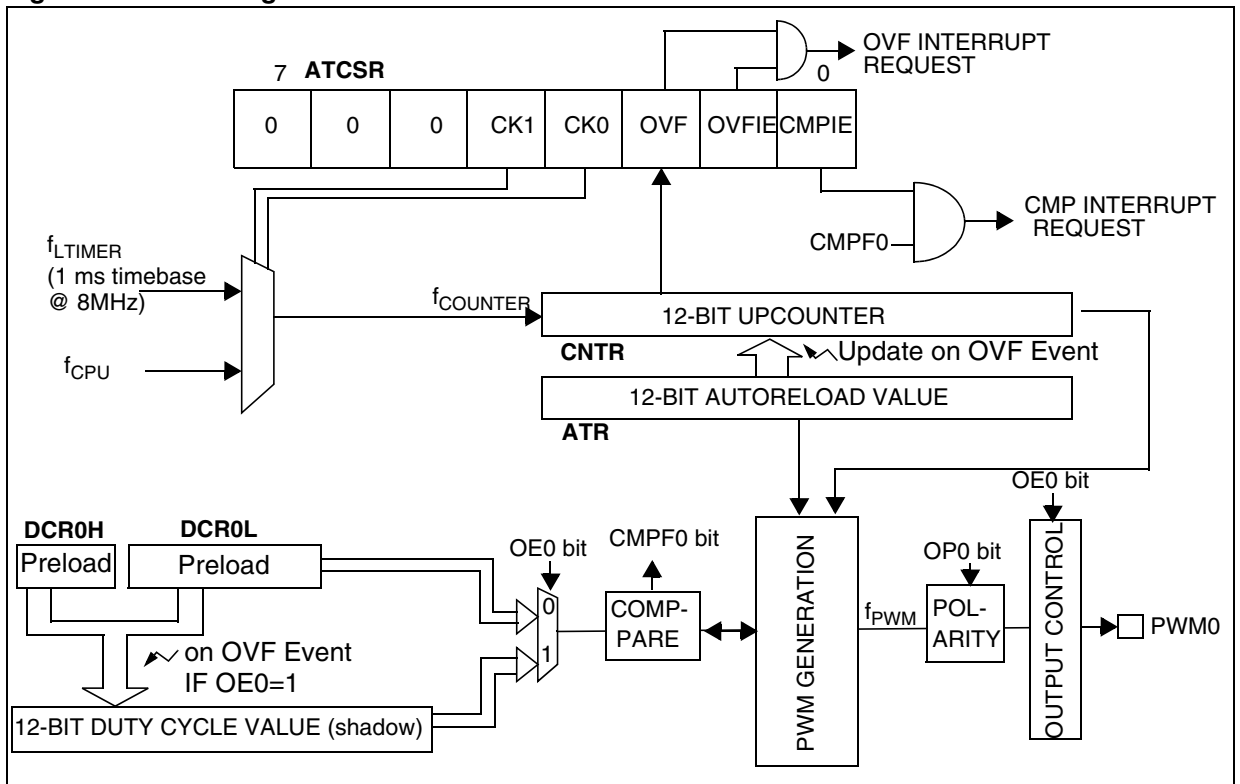 7 ATCSR 0
OVF INTERRUPT
REQUEST
0 0 0 CK1 CK0 OVF OVFIE CMPIE
CMP INTERRUPT
REQUEST
CMPF0
fLTIMER
(1 ms timebase
@ 8MHz)
fCOUNTER
12-BIT UPCOUNTER
CNTR
Update on OVF Event
fCPU
12-BIT AUTORELOAD VALUE
ATR
OE0 bit
DCR0H DCR0L
Preload Preload
OE0 bit
CMPF0 bit
OP0 bit
0
1
COMP-
PARE
PWM GENERATION
fPWM
POL-
ARITY
OUTPUT CONTROL
PWM0
on OVF Event
IF OE0=1
12-BIT DUTY CYCLE VALUE (shadow)